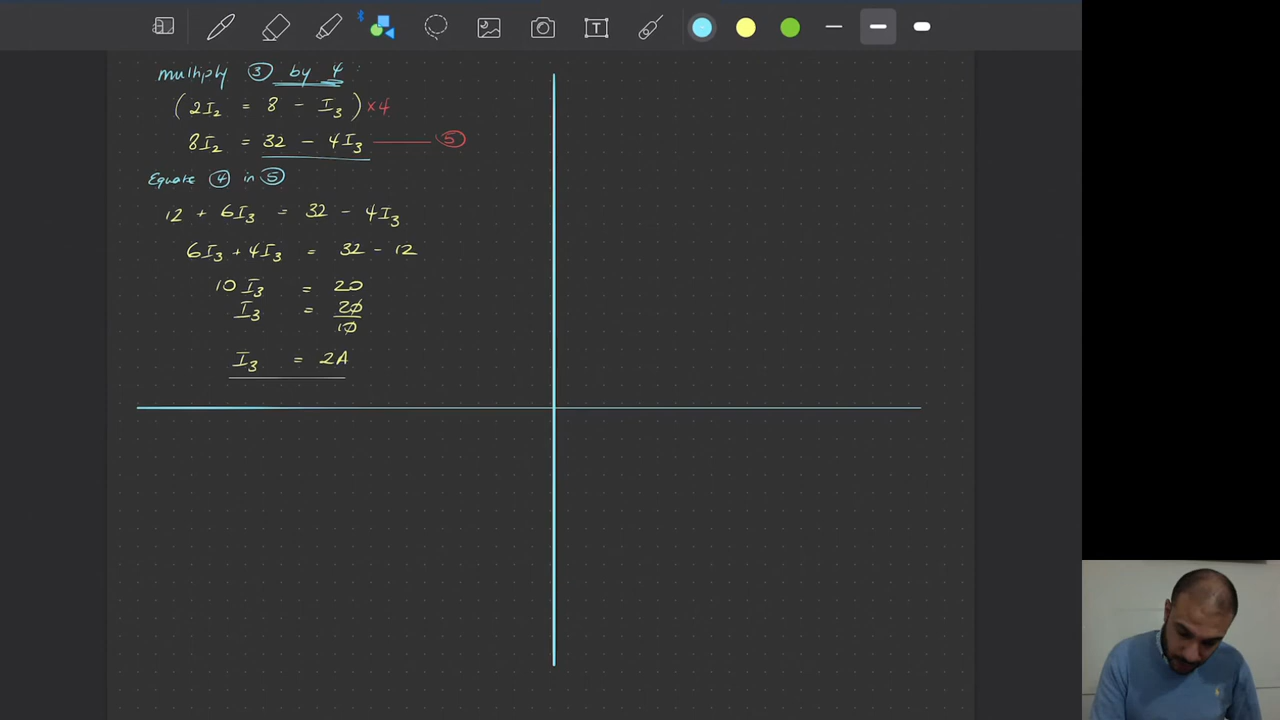 multiply ③ by 4
(2I₂ = 8 - I₃) ×4
8I₂ = 32 - 4I₃ ——— ⑤
Equate ④ in ⑤
12 + 6I₃ = 32 - 4I₃
6I₃ + 4I₃ = 32 - 12
10 I₃ = 20
I₃ = 20/10
I₃ = 2A